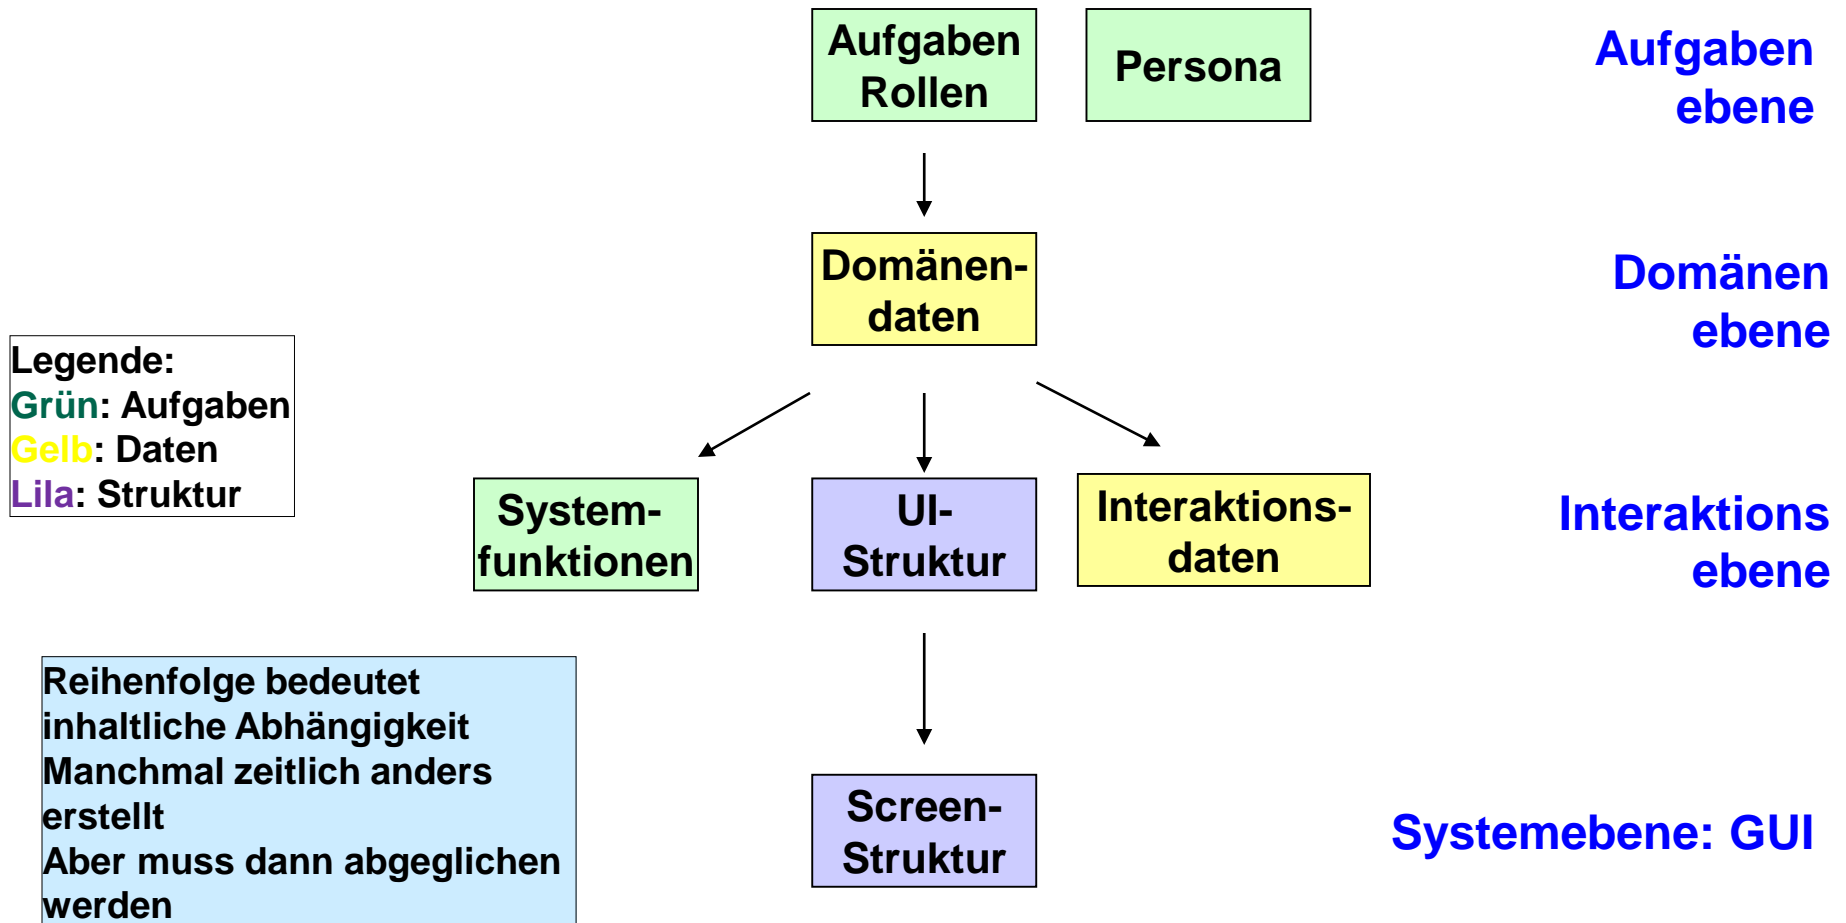 Aufgaben
Rollen
Persona
Aufgaben
ebene
Domänen-
daten
Domänen
ebene
Legende:
Grün: Aufgaben
Gelb: Daten
Lila: Struktur
System-
funktionen
UI-
Struktur
Interaktions-
daten
Interaktions
ebene
Reihenfolge bedeutet
inhaltliche Abhängigkeit
Manchmal zeitlich anders
erstellt
Aber muss dann abgeglichen
werden
Screen-
Struktur
Systemebene: GUI